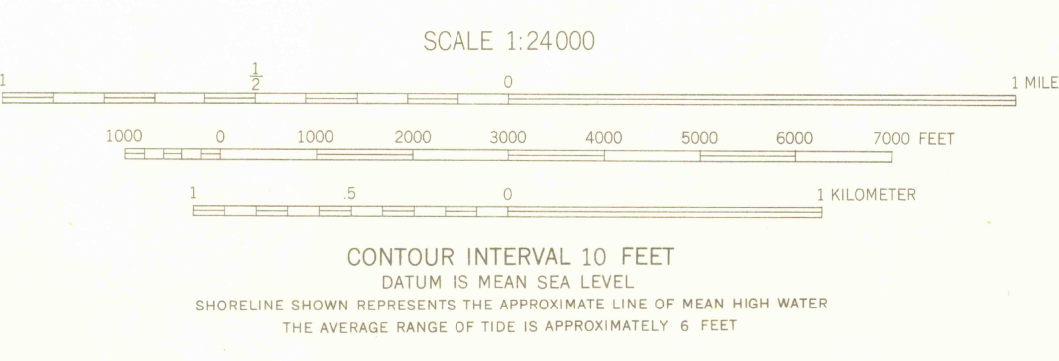 SCALE 1:24000
1 1/2 0 1 MILE
1000 0 1000 2000 3000 4000 5000 6000 7000 FEET
1 .5 0 1 KILOMETER
CONTOUR INTERVAL 10 FEET
DATUM IS MEAN SEA LEVEL
SHORELINE SHOWN REPRESENTS THE APPROXIMATE LINE OF MEAN HIGH WATER
THE AVERAGE RANGE OF TIDE IS APPROXIMATELY 6 FEET